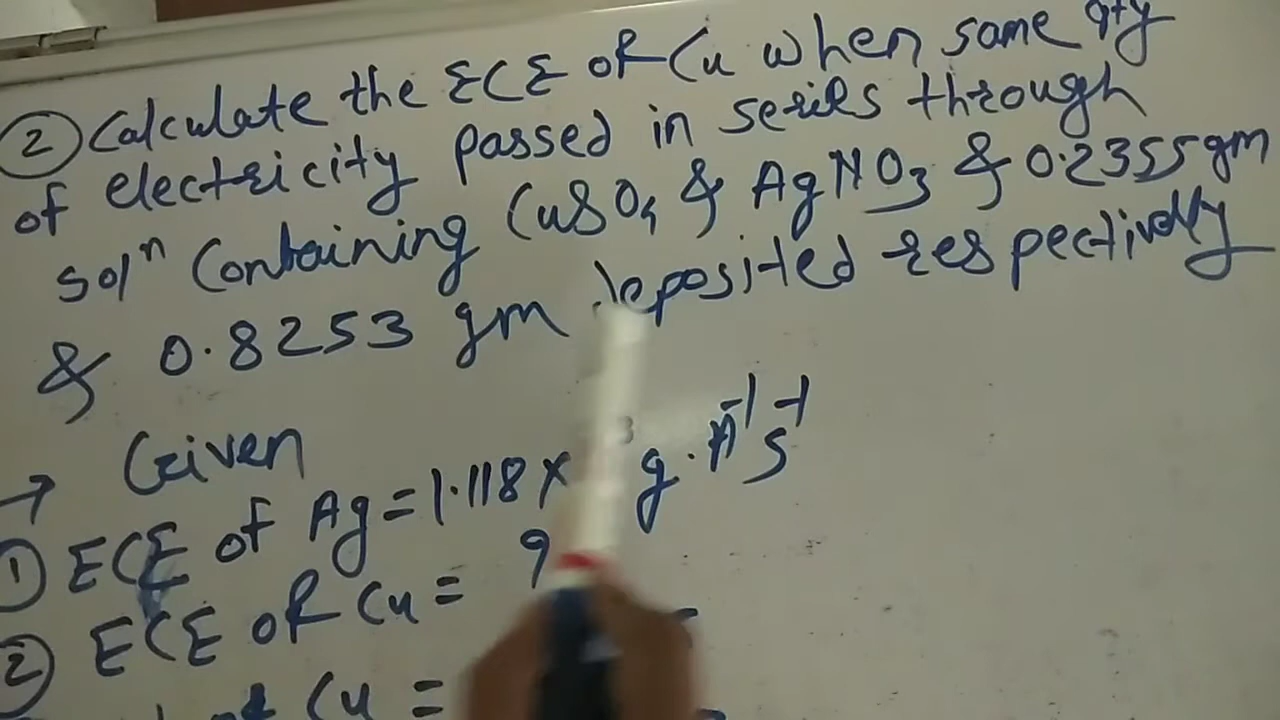 ② Calculate the ECE of Cu when same qty
of electricity passed in series through
solⁿ containing CuSO₄ & AgNO₃ & 0.2355 gm
& 0.8253 gm deposited respectively
→ Given
① ECE of Ag = 1.118 × g. A⁻¹ s⁻¹
② ECE of Cu =
Cu =